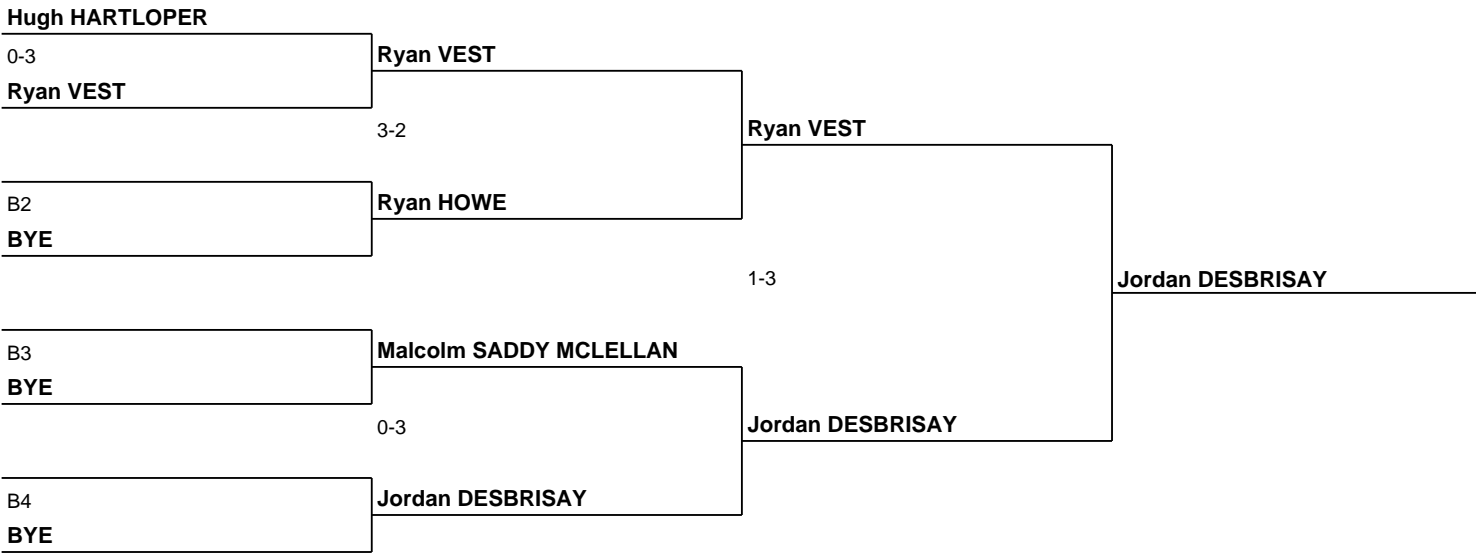 Hugh HARTLOPER
0-3
Ryan VEST
Ryan VEST
3-2
Ryan VEST
B2
Ryan HOWE
BYE
1-3
Jordan DESBRISAY
B3
Malcolm SADDY MCLELLAN
BYE
0-3
Jordan DESBRISAY
B4
Jordan DESBRISAY
BYE